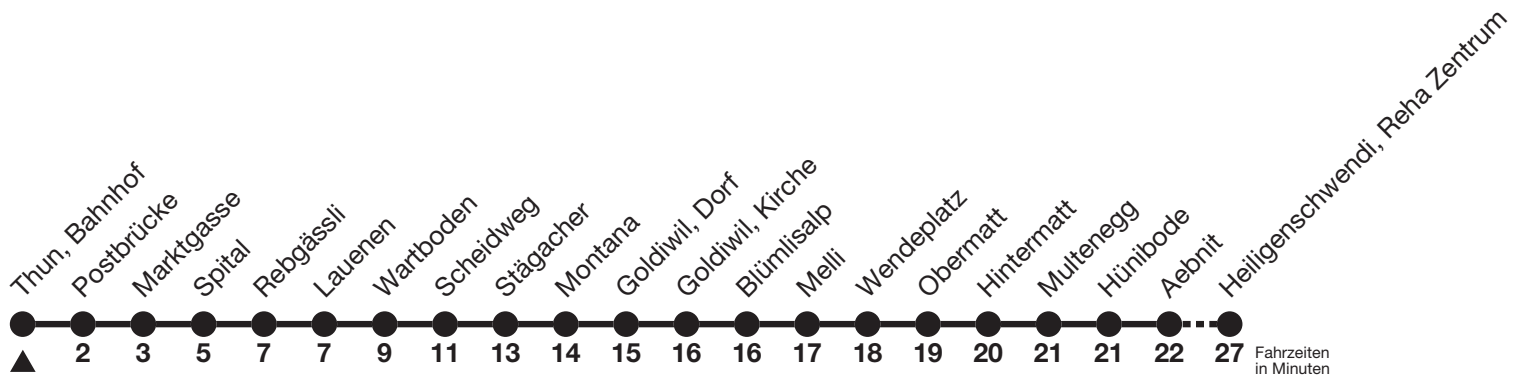 Thun, Bahnhof
Postbrücke
Marktgasse
Spital
Rebgässli
Lauenen
Wartboden
Scheidweg
Stägacher
Montana
Goldiwil, Dorf
Goldiwil, Kirche
Blümlisalp
Melli
Wendeplatz
Obermatt
Hintermatt
Multenegg
Hünibode
Aebnit
Heiligenschwendi, Reha Zentrum
2 3 5 7 7 9 11 13 14 15 16 16 17 18 19 20 21 21 22 27
Fahrzeiten
in Minuten